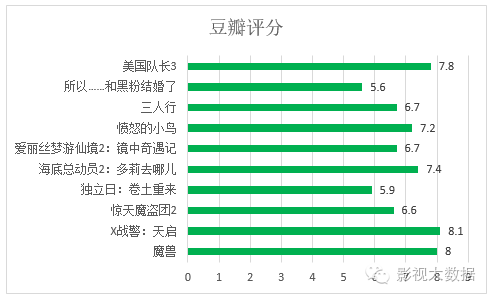 豆瓣评分
美国队长3 7.8
所以……和黑粉结婚了 5.6
三人行 6.7
愤怒的小鸟 7.2
爱丽丝梦游仙境2：镜中奇遇记 6.7
海底总动员2：多莉去哪儿 7.4
独立日：卷土重来 5.9
惊天魔盗团2 6.6
X战警：天启 8.1
魔兽 8
0 1 2 3 4 5 6 7 8 9
影视大数据